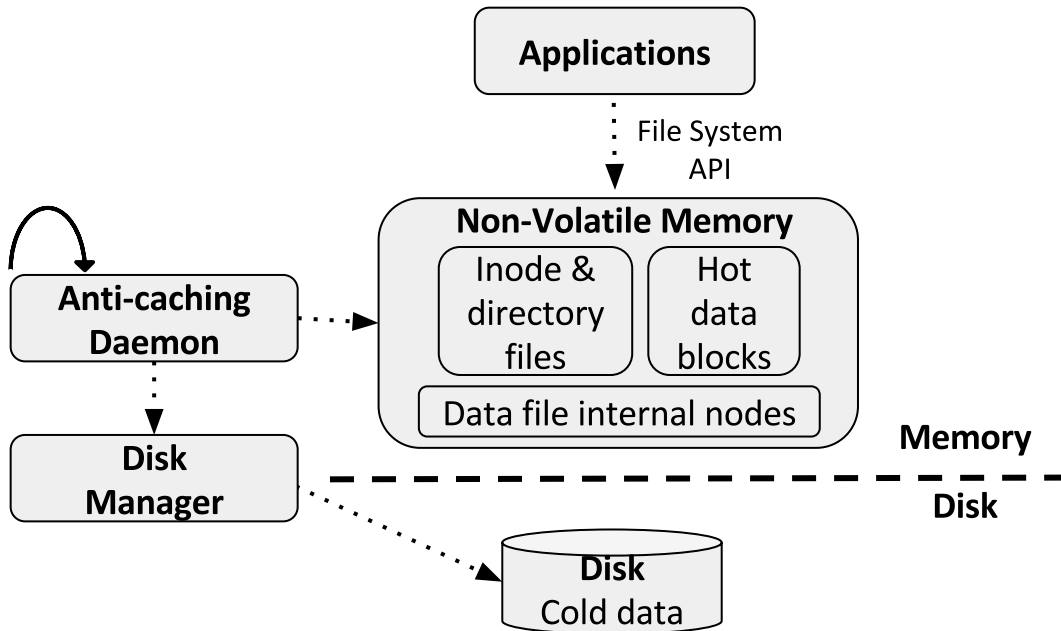 Applications
File System
API
Non-Volatile Memory
Inode &
directory
files
Hot
data
blocks
Data file internal nodes
Anti-caching
Daemon
Disk
Manager
Memory
Disk
Disk
Cold data